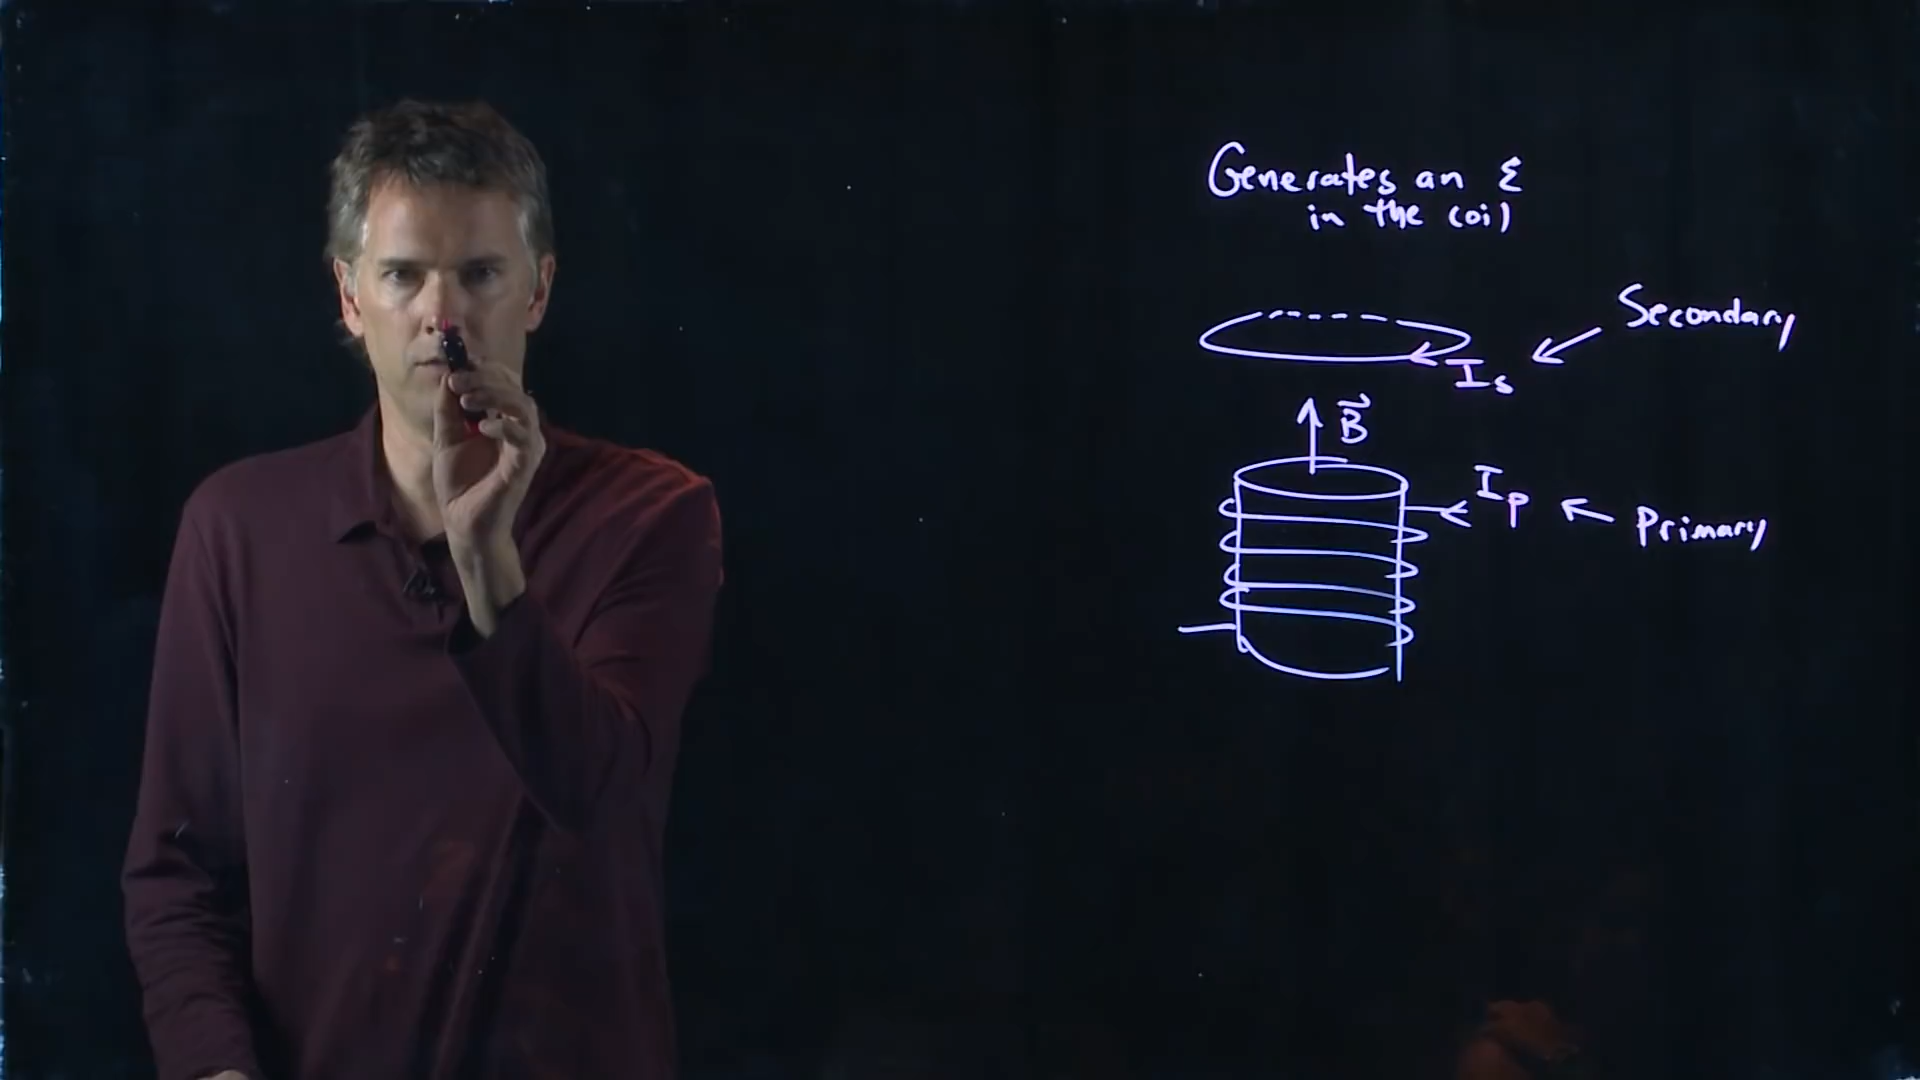 Generates an ε
in the coil
Secondary
Is
B
Ip
Primary